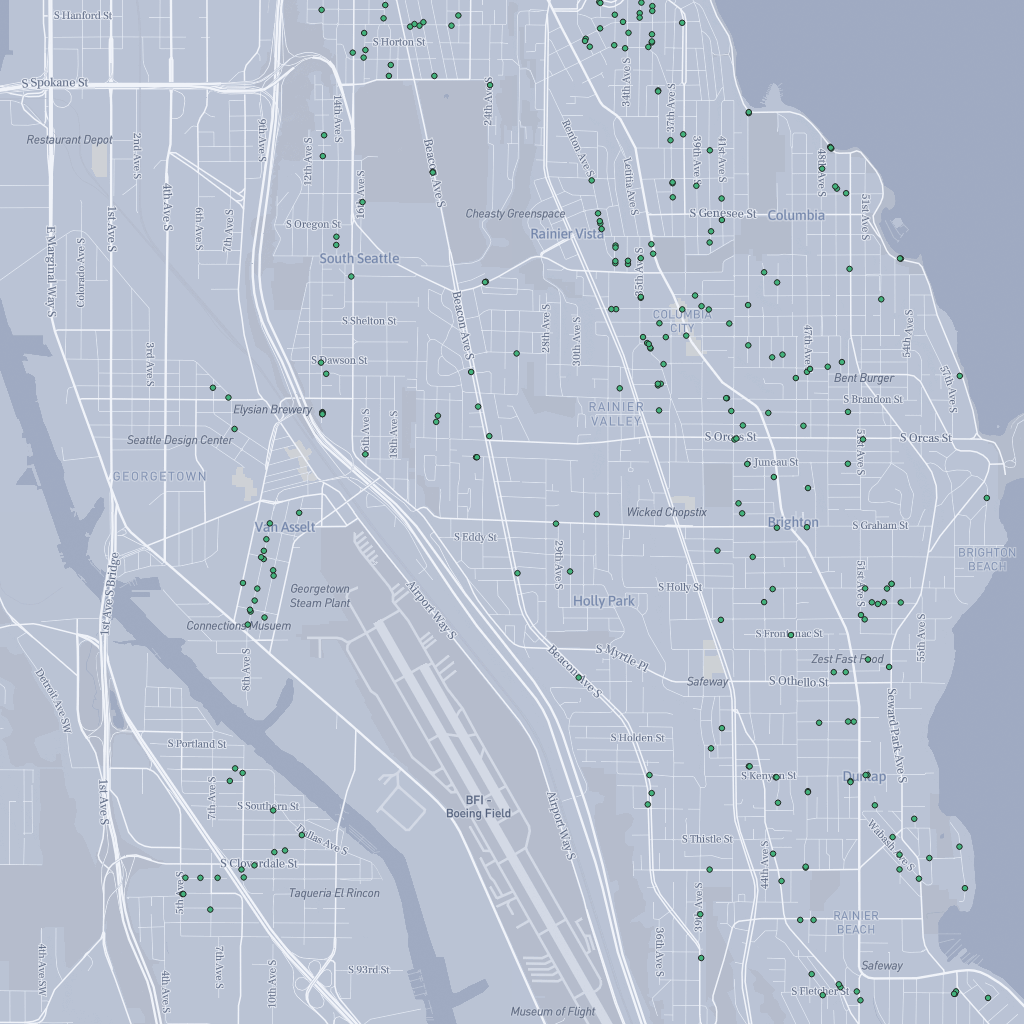 S Hanford St
S Horton St
S Spokane St
24th Ave S
34th Ave S
14th Ave S
37th Ave S
Restaurant Depot
2nd Ave S
6th Ave S
12th Ave S
Beacon Ave S
Renton Ave S
Letitia Ave S
41st Ave S
48th Ave S
4th Ave S
16th Ave S
1st Ave S
6th Ave S
7th Ave S
S Oregon St
Cheasty Greenspace
S Genesee St
Columbia
51st Ave S
Rainier Vista
South Seattle
E Marginal Way S
Colorado Ave S
35th Ave S
S Shelton St
Beacon Ave S
28th Ave S
30th Ave S
COLUMBIA
CITY
47th Ave S
54th Ave S
3rd Ave S
S Dawson St
Bent Burger
57th Ave S
S Brandon St
Elysian Brewery
RAINIER
VALLEY
Seattle Design Center
18th Ave S
S Orcas St
S Orcas St
S Juneau St
GEORGETOWN
Wicked Chopstix
Van Asselt
Brighton
S Graham St
S Eddy St
29th Ave S
BRIGHTON
BEACH
1st Ave S Bridge
Georgetown
Steam Plant
Airport Way S
S Holly St
51st Ave S
Holly Park
Connections Musuem
S Frontenac St
55th Ave S
8th Ave S
Beacon Ave S
S Myrtle Pl
Zest Fast Food
Safeway
S Othello St
Detroit Ave SW
Seward Park Ave S
S Portland St
S Holden St
S Kenyon St
Dunlap
1st Ave S
7th Ave S
S Southern St
BFI -
Boeing Field
Airport Way S
Dallas Ave S
S Thistle St
Wabash Ave S
S Cloverdale St
44th Ave S
Taqueria El Rincon
5th Ave S
39th Ave S
RAINIER
BEACH
36th Ave S
4th Ave SW
4th Ave S
7th Ave S
10th Ave S
S 93rd St
Safeway
S Fletcher St
Museum of Flight